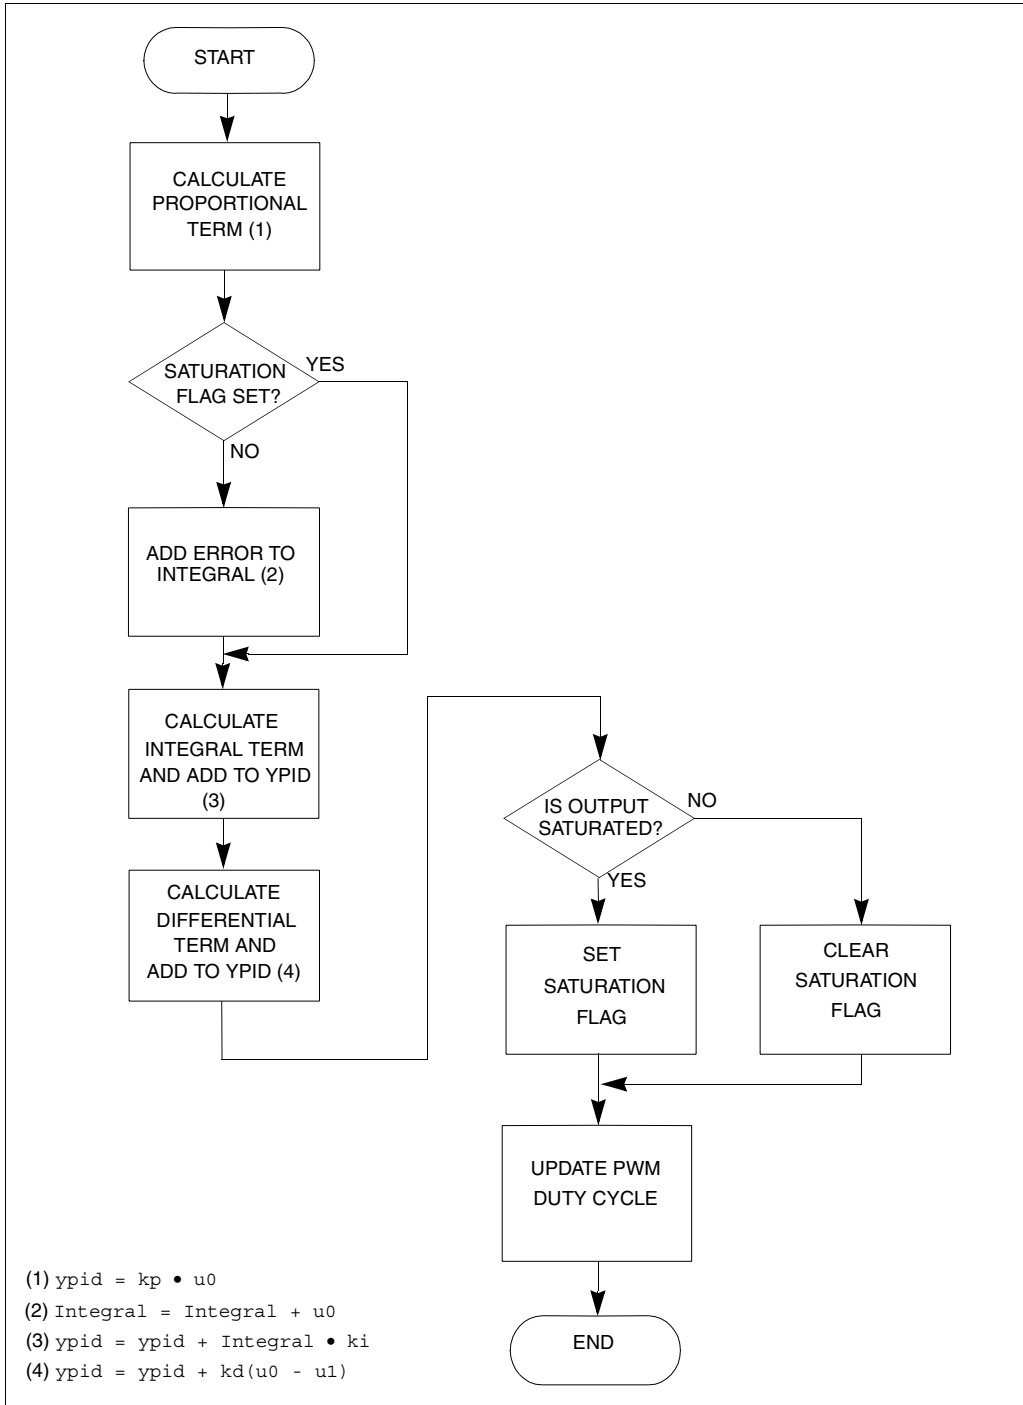 START
CALCULATE
PROPORTIONAL
TERM (1)
SATURATION
FLAG SET?
YES
NO
ADD ERROR TO
INTEGRAL (2)
CALCULATE
INTEGRAL TERM
AND ADD TO YPID
(3)
CALCULATE
DIFFERENTIAL
TERM AND
ADD TO YPID (4)
IS OUTPUT
SATURATED?
NO
YES
SET
SATURATION
FLAG
CLEAR
SATURATION
FLAG
UPDATE PWM
DUTY CYCLE
END
(1) ypid = kp • u0
(2) Integral = Integral + u0
(3) ypid = ypid + Integral • ki
(4) ypid = ypid + kd(u0 - u1)